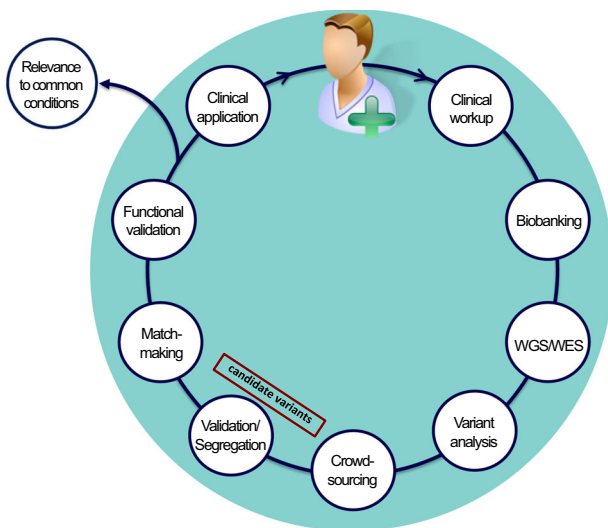 Relevance
to common
conditions
Clinical
application
Clinical
workup
Functional
validation
Biobanking
Match-
making
WGS/WES
candidate variants
Validation/
Segregation
Variant
analysis
Crowd-
sourcing